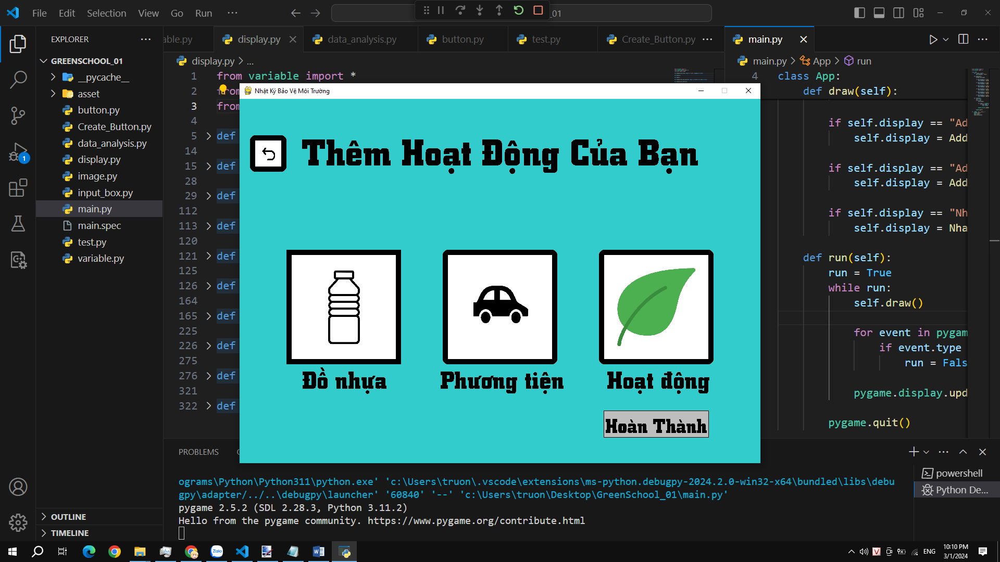 File Edit Selection View Go Run ...
_01
EXPLORER
able.py
display.py
data_analysis.py
button.py
test.py
Create_Button.py
main.py
GREENSCHOOL_01
__pycache__
asset
button.py
Create_Button.py
data_analysis.py
display.py
image.py
input_box.py
main.py
main.spec
test.py
variable.py
OUTLINE
TIMELINE
1
display.py > ...
1 from variable import *
2 from
3 from
4
5 def
14
15 def
28
29 def
112
113 def
120
121 def
125
126 def
164
165 def
225
226 def
275
276 def
321
322 def
Nhật Ký Bảo Vệ Môi Trường
Thêm Hoạt Động Của Bạn
Đồ nhựa
Phương tiện
Hoạt động
Hoàn Thành
main.py > App > run
4 class App:
def draw(self):
if self.display == "Ad
self.display = Add
if self.display == "Ad
self.display = Add
if self.display == "Nh
self.display = Nha
def run(self):
run = True
while run:
self.draw()
for event in pygam
if event.type
run = Fals
pygame.display.upd
pygame.quit()
PROBLEMS
ograms\Python\Python311\python.exe' 'c:\Users\truon\.vscode\extensions\ms-python.debugpy-2024.2.0-win32-x64\bundled\libs\debu
gpy\adapter/../..\debugpy\launcher' '60840' '--' 'c:\Users\truon\Desktop\GreenSchool_01\main.py'
pygame 2.5.2 (SDL 2.28.3, Python 3.11.2)
Hello from the pygame community. https://www.pygame.org/contribute.html
powershell
Python De...
Zalo
ENG
10:10 PM
3/1/2024